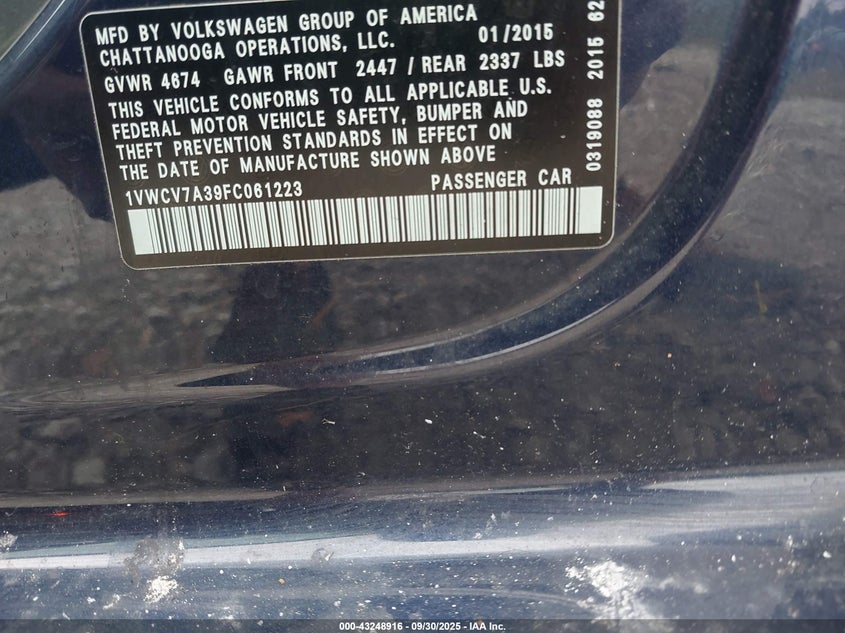 MFD BY VOLKSWAGEN GROUP OF AMERICA
CHATTANOOGA OPERATIONS, LLC. 01/2015
GVWR 4674 GAWR FRONT 2447 / REAR 2337 LBS
THIS VEHICLE CONFORMS TO ALL APPLICABLE U.S.
FEDERAL MOTOR VEHICLE SAFETY, BUMPER AND
THEFT PREVENTION STANDARDS IN EFFECT ON
THE DATE OF MANUFACTURE SHOWN ABOVE
1VWCV7A39FC061223 PASSENGER CAR
0319088 2015 62
000-43248916 - 09/30/2025 - IAA Inc.